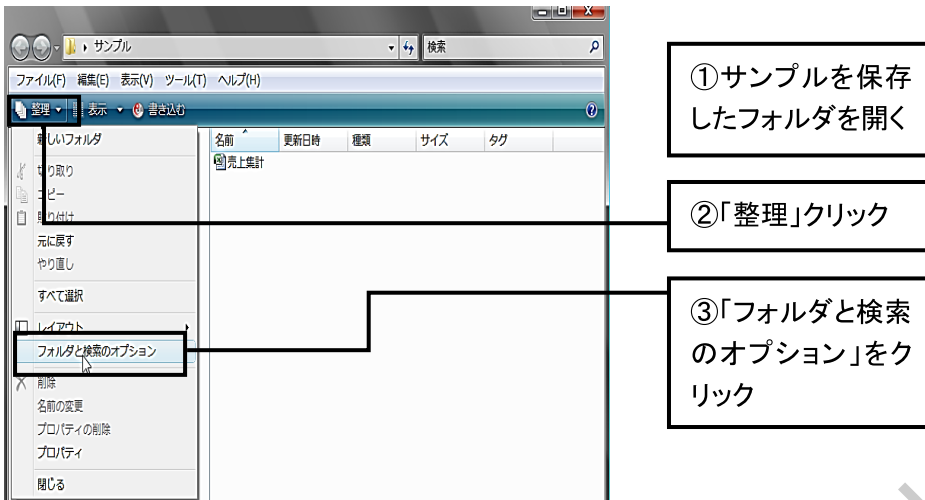 サンプル
検索
ファイル(F) 編集(E) 表示(V) ツール(T) ヘルプ(H)
整理 表示 書き込む
新しいフォルダ
切り取り
コピー
貼り付け
元に戻す
やり直し
すべて選択
レイアウト
フォルダと検索のオプション
削除
名前の変更
プロパティの削除
プロパティ
閉じる
名前 更新日時 種類 サイズ タグ
売上集計
①サンプルを保存
したフォルダを開く
②「整理」クリック
③「フォルダと検索
のオプション」をク
リック